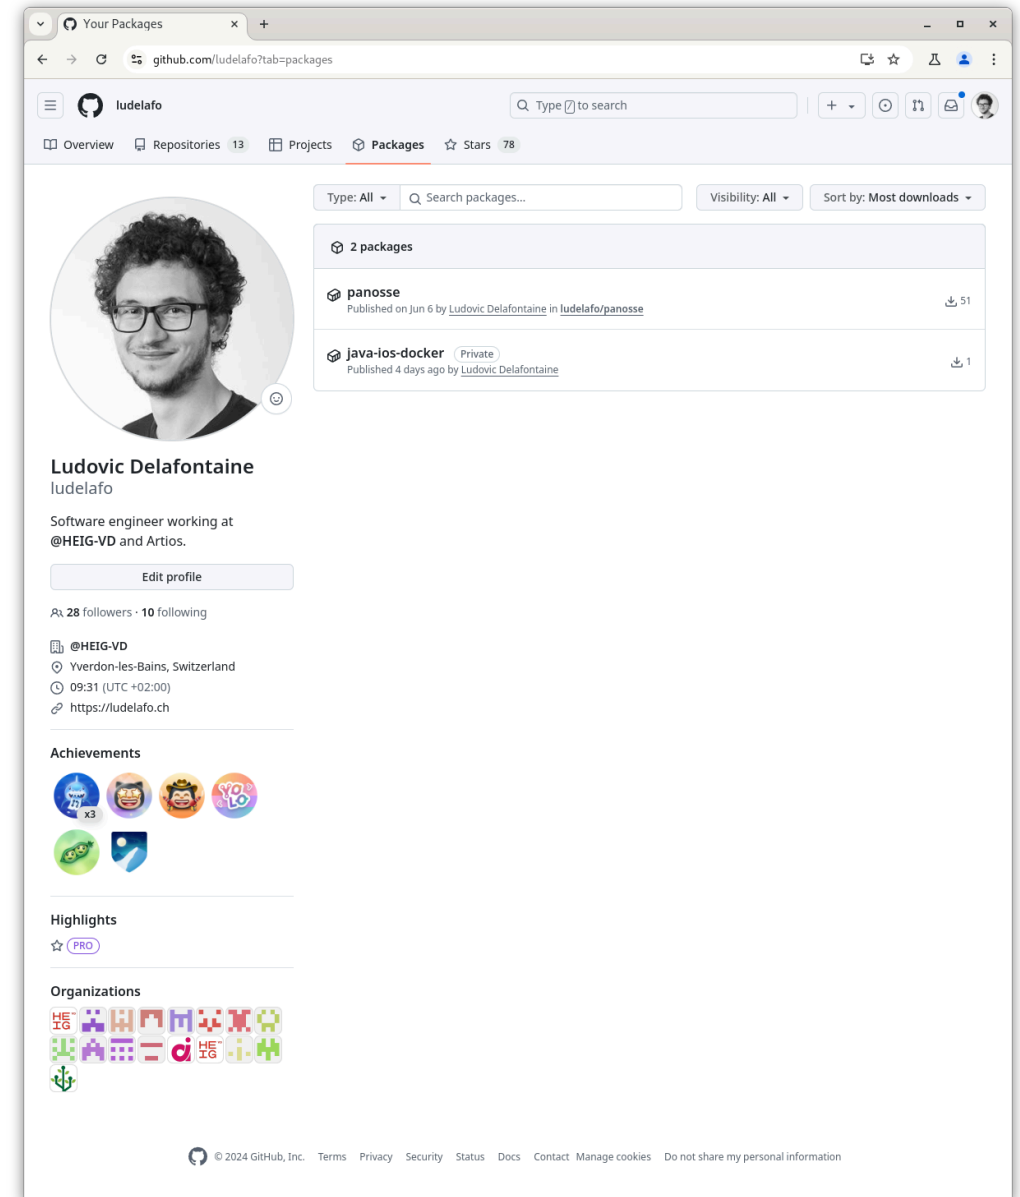 Your Packages
github.com/ludelafo?tab=packages
ludelafo
Type / to search
Overview Repositories 13 Projects Packages Stars 78
Type: All Search packages... Visibility: All Sort by: Most downloads
2 packages
panosse
Published on Jun 6 by Ludovic Delafontaine in ludelafo/panosse
51
java-ios-docker Private
Published 4 days ago by Ludovic Delafontaine
1
Ludovic Delafontaine
ludelafo
Software engineer working at
@HEIG-VD and Artios.
Edit profile
28 followers · 10 following
@HEIG-VD
Yverdon-les-Bains, Switzerland
09:31 (UTC +02:00)
https://ludelafo.ch
Achievements
YOLO
x3
Highlights
PRO
Organizations
HE
IG
HE
IG
© 2024 GitHub, Inc. Terms Privacy Security Status Docs Contact Manage cookies Do not share my personal information